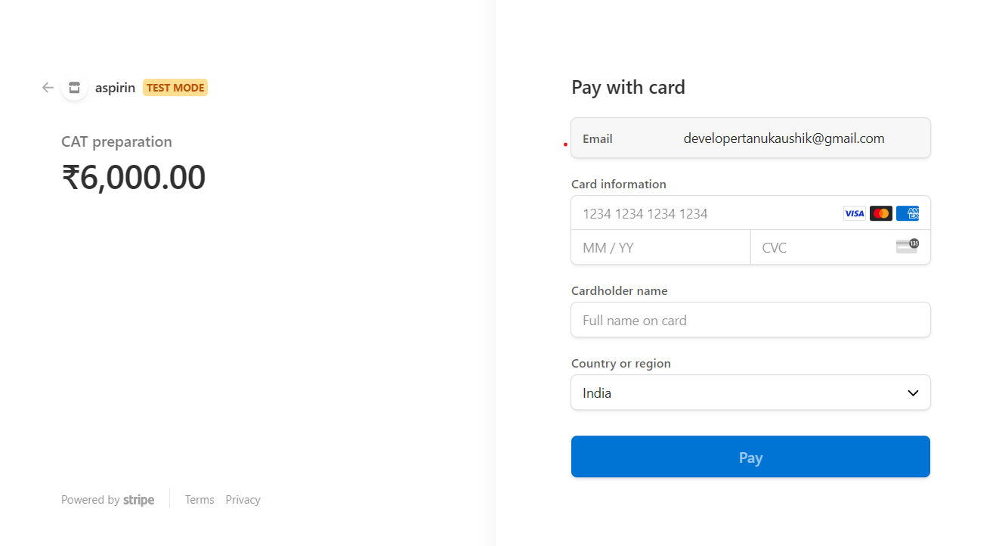 aspirin TEST MODE
CAT preparation
₹6,000.00
Powered by stripe Terms Privacy
Pay with card
Email developertanukaushik@gmail.com
Card information
1234 1234 1234 1234 VISA AMEX
MM / YY CVC 135
Cardholder name
Full name on card
Country or region
India
Pay